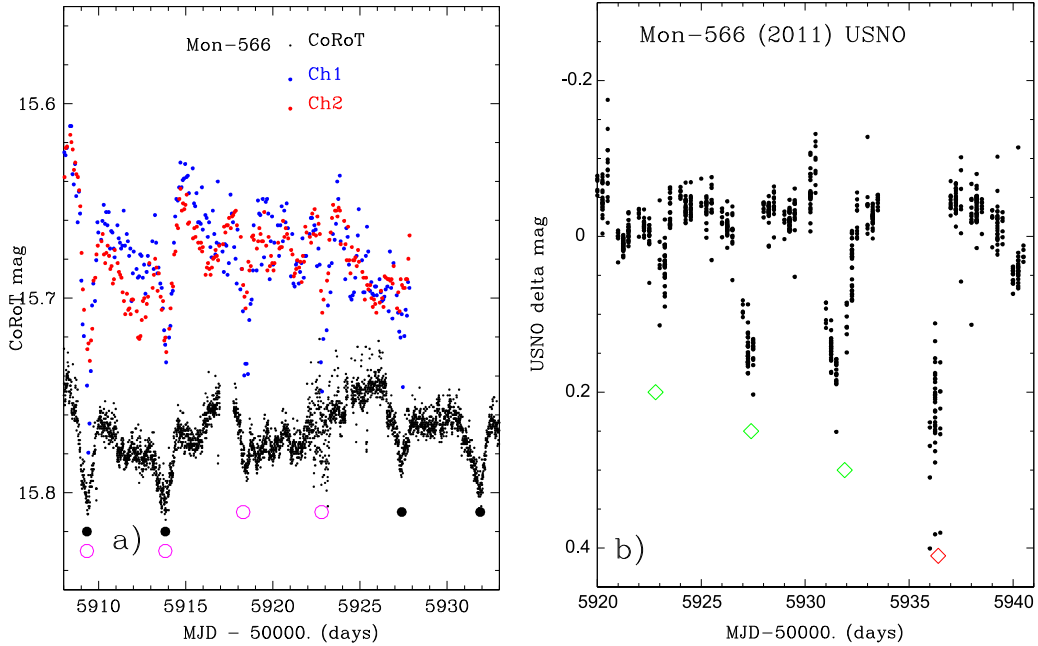 Mon-566 CoRoT
Ch1
Ch2
CoRoT mag
15.6
15.7
15.8
a)
5910 5915 5920 5925 5930
MJD - 50000. (days)
Mon-566 (2011) USNO
USNO delta mag
-0.2
0
0.2
0.4
b)
5920 5925 5930 5935 5940
MJD-50000. (days)